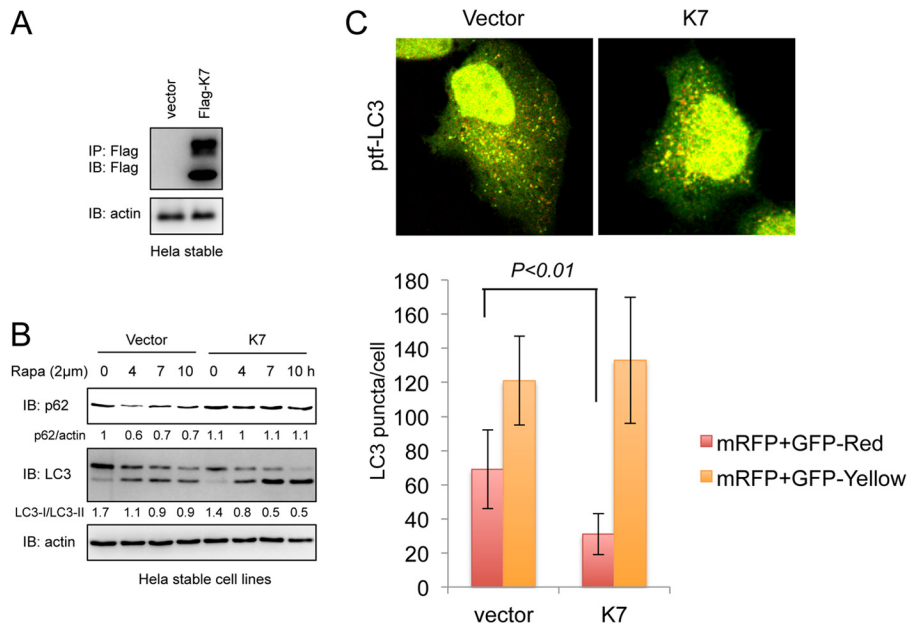 A
vector
Flag-K7
IP: Flag
IB: Flag
IB: actin
Hela stable
B
Vector K7
0 4 7 10 0 4 7 10 h
Rapa (2μm)
IB: p62
p62/actin 1 0.6 0.7 0.7 1.1 1 1.1 1.1
IB: LC3
LC3-I/LC3-II 1.7 1.1 0.9 0.9 1.4 0.8 0.5 0.5
IB: actin
Hela stable cell lines
C
Vector K7
ptf-LC3
P<0.01
LC3 puncta/cell
180
160
140
120
100
80
60
40
20
0
vector K7
mRFP+GFP-Red
mRFP+GFP-Yellow